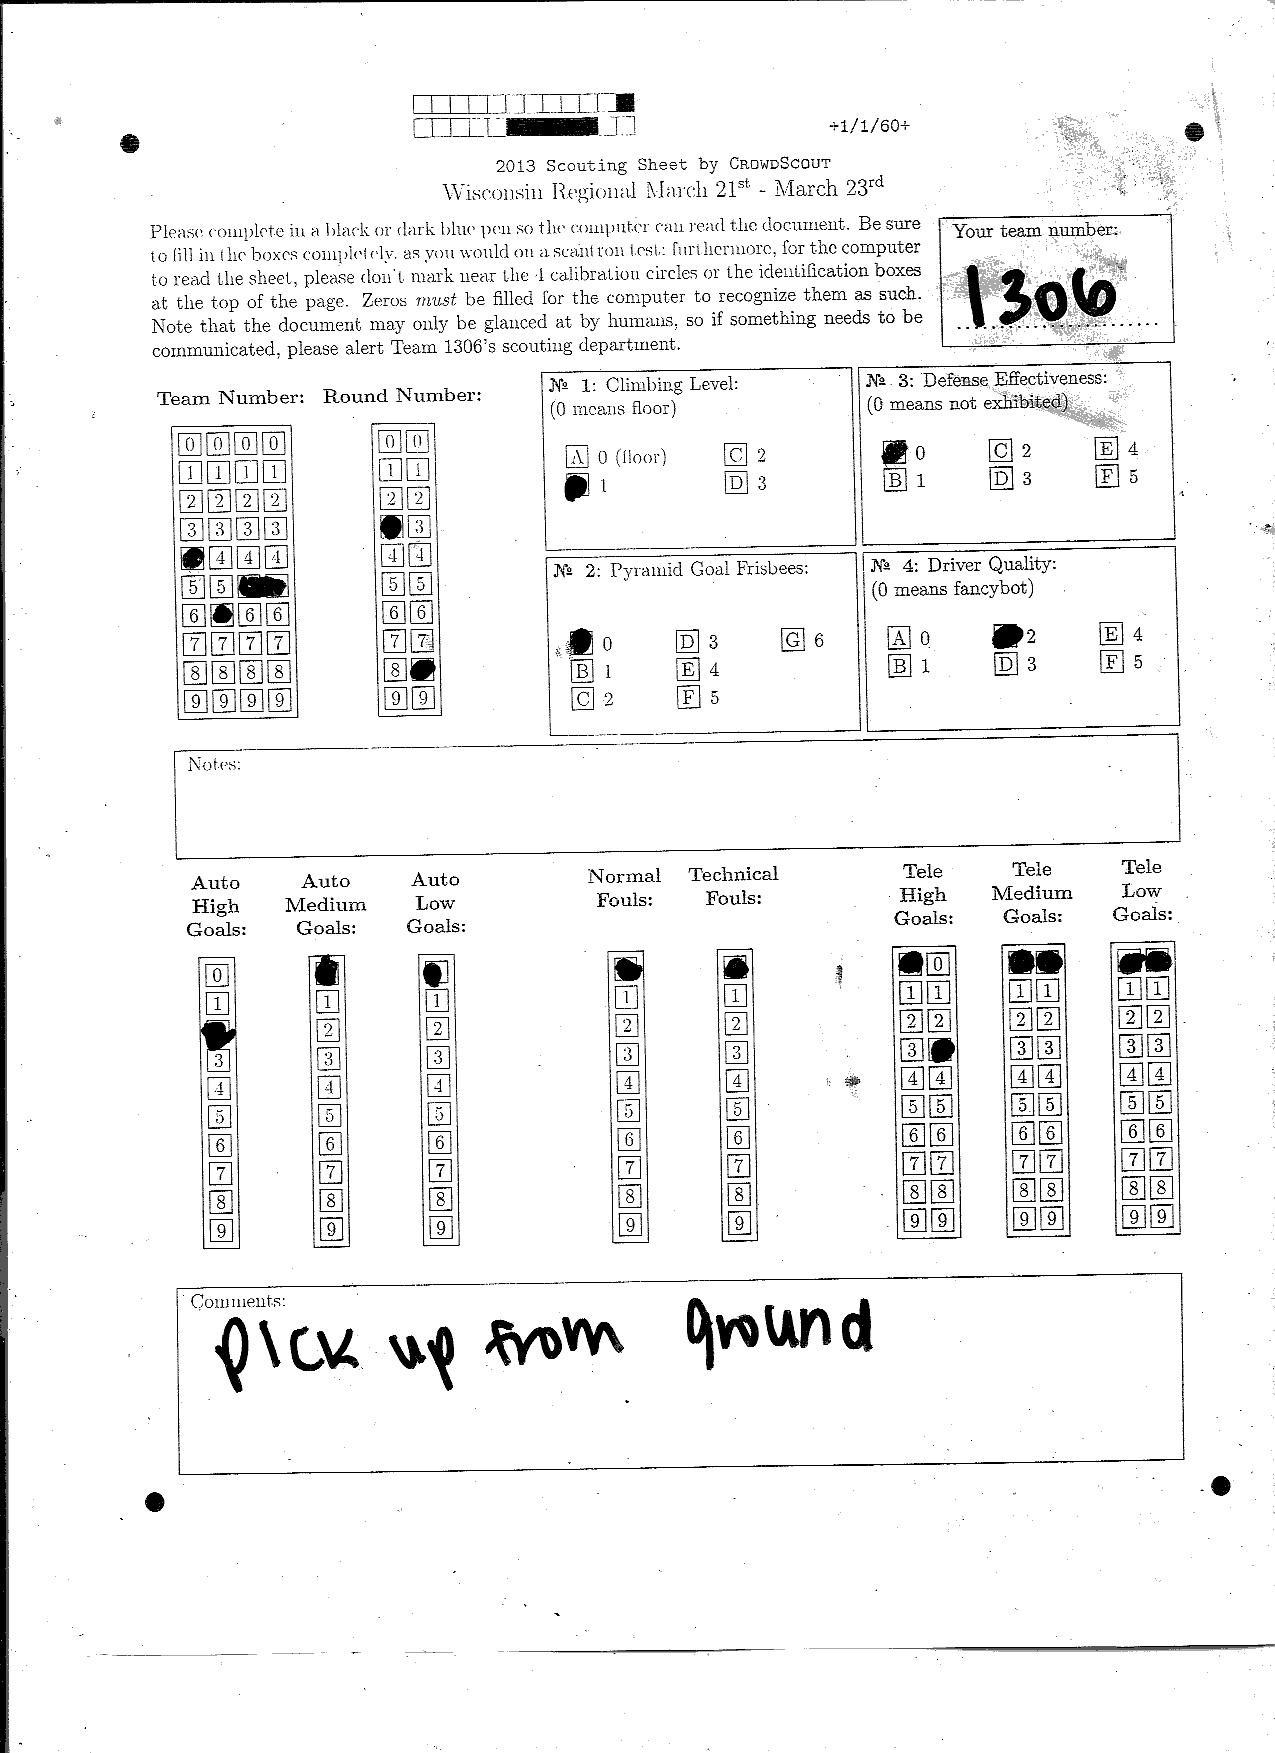 ÷1/1/60÷
2013 Scouting Sheet by CROWDSCOUT
Wisconsin Regional March 21st - March 23rd
Please complete in a black or dark blue pen so the computer can read the document. Be sure
to fill in the boxes completely, as you would on a scantron test; furthermore, for the computer
to read the sheet, please don't mark near the 4 calibration circles or the identification boxes
at the top of the page. Zeros must be filled for the computer to recognize them as such.
Note that the document may only be glanced at by humans, so if something needs to be
communicated, please alert Team 1306's scouting department.
Your team number:
1306
Team Number: Round Number:
0 0 0 0 0 0
1 1 1 1 1 1
2 2 2 2 2 2
3 3 3 3 3
4 4 4 4 4
5 5 5 5
6 6 6 6 6
7 7 7 7 7 7
8 8 8 8 8
9 9 9 9 9 9
№ 1: Climbing Level:
(0 means floor)
A 0 (floor) C 2
1 D 3
№ 3: Defense Effectiveness:
(0 means not exhibited)
0 C 2 E 4
B 1 D 3 F 5
№ 2: Pyramid Goal Frisbees:
0 D 3 G 6
B 1 E 4
C 2 F 5
№ 4: Driver Quality:
(0 means fancybot)
A 0 2 E 4
B 1 D 3 F 5
Notes:
Auto High Goals:
0
1
3
4
5
6
7
8
9
Auto Medium Goals:
1
2
3
4
5
6
7
8
9
Auto Low Goals:
1
2
3
4
5
6
7
8
9
Normal Fouls:
1
2
3
4
5
6
7
8
9
Technical Fouls:
1
2
3
4
5
6
7
8
9
Tele High Goals:
0
1 1
2 2
3
4 4
5 5
6 6
7 7
8 8
9 9
Tele Medium Goals:
1 1
2 2
3 3
4 4
5 5
6 6
7 7
8 8
9 9
Tele Low Goals:
1 1
2 2
3 3
4 4
5 5
6 6
7 7
8 8
9 9
Comments:
pick up from ground